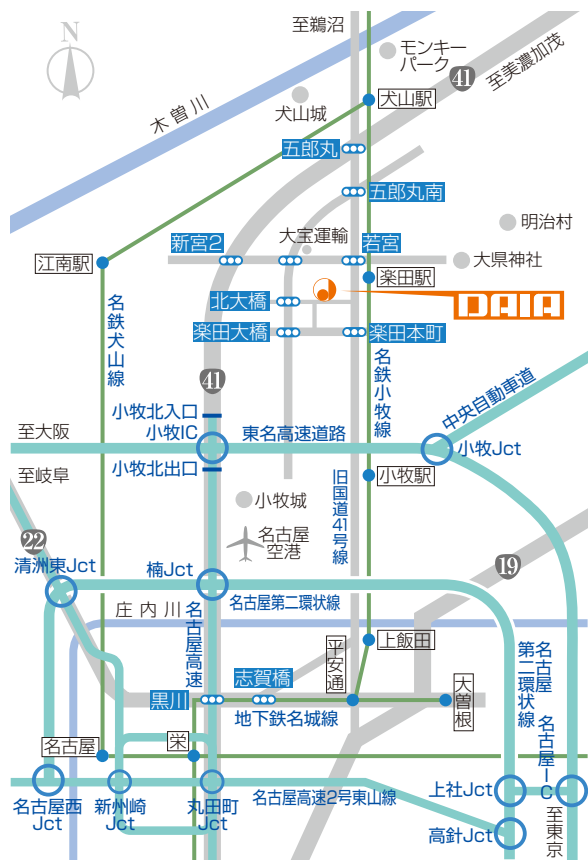 至鵜沼
N
モンキー
パーク
41
至美濃加茂
木曽川
犬山城
犬山駅
五郎丸
五郎丸南
明治村
新宮2
大宝運輸
若宮
大県神社
江南駅
楽田駅
北大橋
DAIA
楽田大橋
楽田本町
名鉄犬山線
名鉄小牧線
41
中央自動車道
小牧北入口
至大阪
小牧IC
東名高速道路
小牧Jct
至岐阜
小牧北出口
小牧駅
小牧城
旧国道41号線
22
名古屋
空港
清洲東Jct
楠Jct
19
名古屋第二環状線
庄内川
名古屋高速
上飯田
平安通
名古屋
第二環状線
志賀橋
黒川
大曽根
地下鉄名城線
名古屋IC
名古屋
栄
名古屋西
Jct
新州崎
Jct
丸田町
Jct
名古屋高速2号東山線
上社Jct
高針Jct
至東京